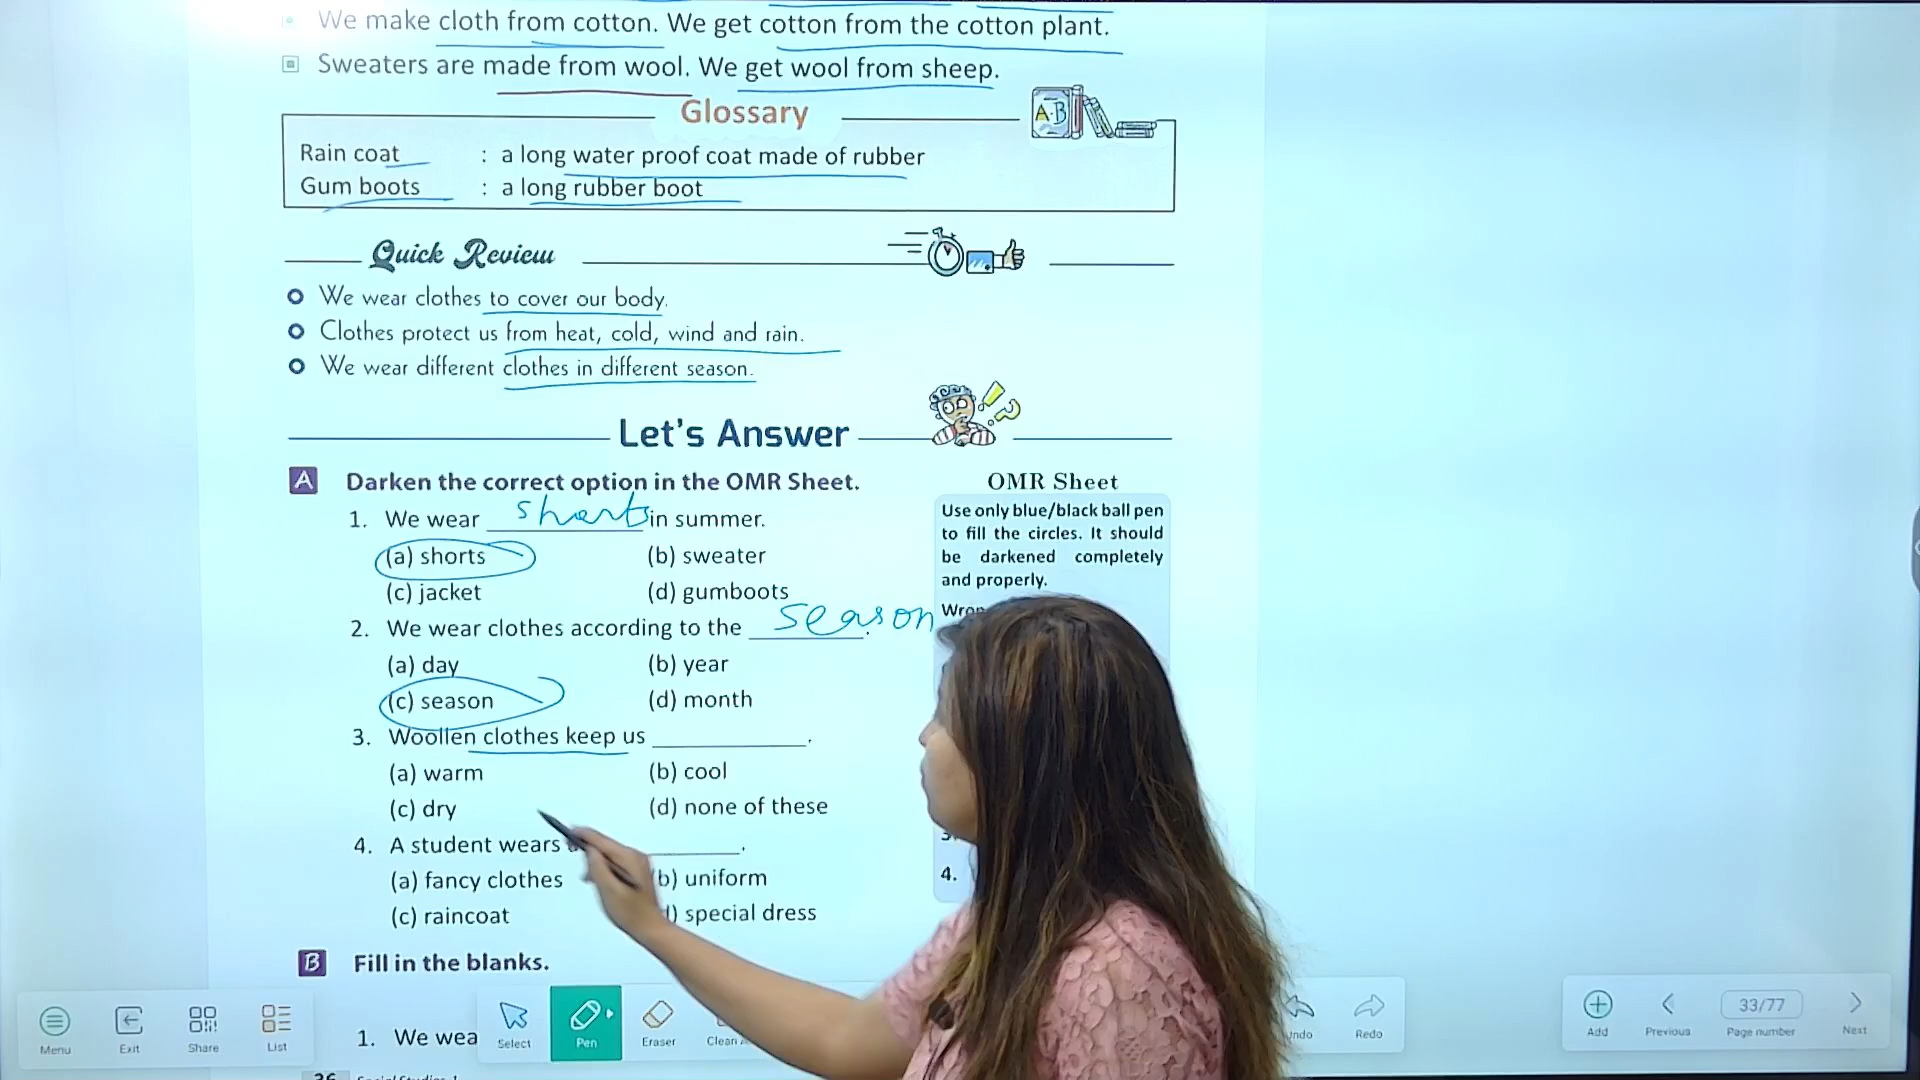 We make cloth from cotton. We get cotton from the cotton plant.
Sweaters are made from wool. We get wool from sheep.
Glossary
A-B
Rain coat : a long water proof coat made of rubber
Gum boots : a long rubber boot
Quick Review
We wear clothes to cover our body.
Clothes protect us from heat, cold, wind and rain.
We wear different clothes in different season.
Let's Answer
A Darken the correct option in the OMR Sheet.
1. We wear shorts in summer.
(a) shorts (b) sweater
(c) jacket (d) gumboots
2. We wear clothes according to the season.
(a) day (b) year
(c) season (d) month
3. Woollen clothes keep us ____________.
(a) warm (b) cool
(c) dry (d) none of these
4. A student wears ________.
(a) fancy clothes (b) uniform
(c) raincoat (d) special dress
OMR Sheet
Use only blue/black ball pen
to fill the circles. It should
be darkened completely
and properly.
4.
B Fill in the blanks.
1. We wea
Menu Exit Share List Select Pen Eraser Clean Undo Redo Add Previous 33/77 Page number Next